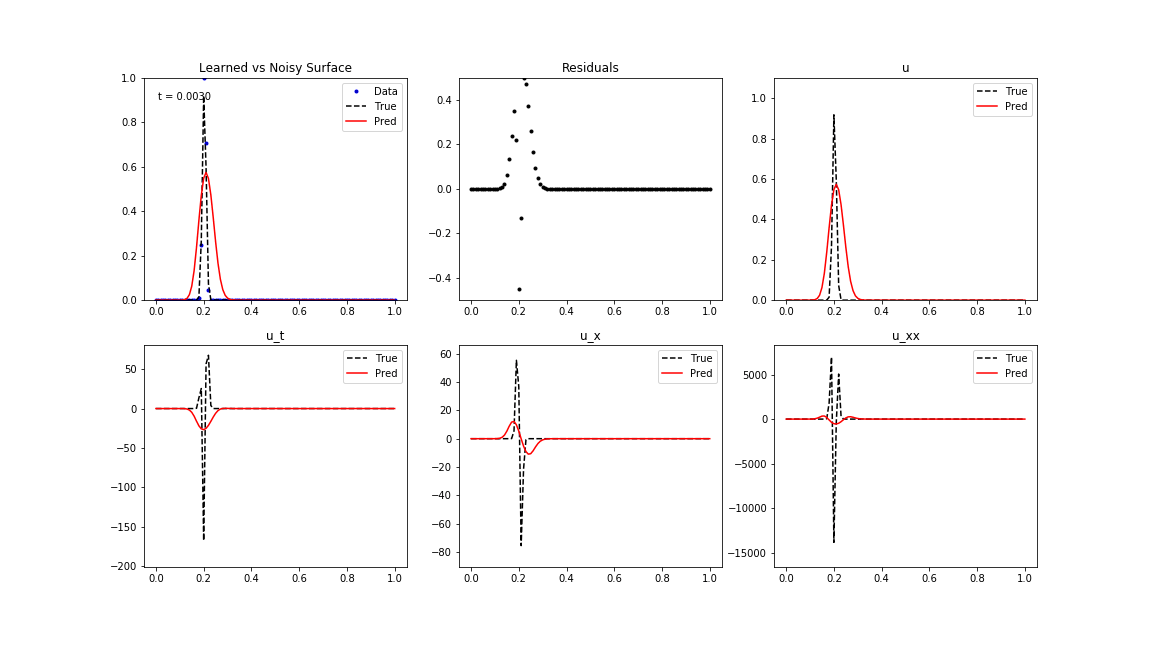 Learned vs Noisy Surface
t = 0.0030
Data
True
Pred
1.0
0.8
0.6
0.4
0.2
0.0
0.0 0.2 0.4 0.6 0.8 1.0
Residuals
0.4
0.2
0.0
−0.2
−0.4
0.0 0.2 0.4 0.6 0.8 1.0
u
True
Pred
1.0
0.8
0.6
0.4
0.2
0.0
0.0 0.2 0.4 0.6 0.8 1.0
u_t
True
Pred
50
0
−50
−100
−150
−200
0.0 0.2 0.4 0.6 0.8 1.0
u_x
True
Pred
60
40
20
0
−20
−40
−60
−80
0.0 0.2 0.4 0.6 0.8 1.0
u_xx
True
Pred
5000
0
−5000
−10000
−15000
0.0 0.2 0.4 0.6 0.8 1.0